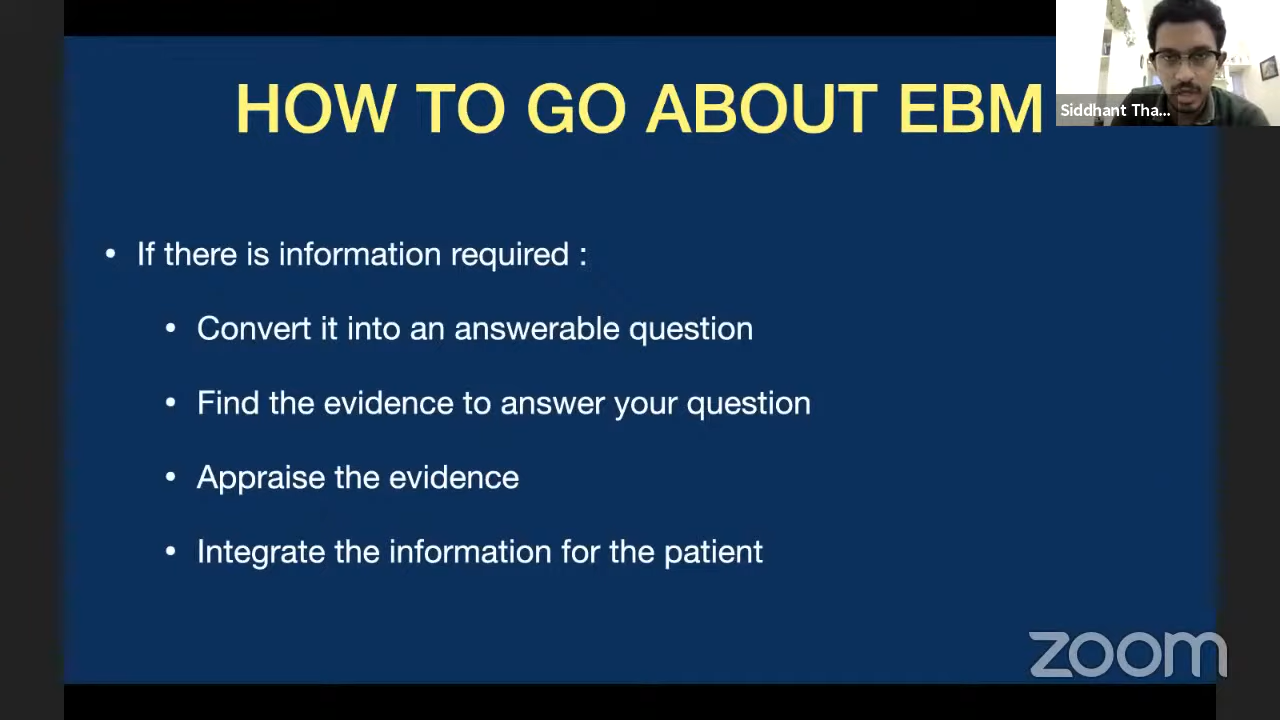 HOW TO GO ABOUT EBM
Siddhant Tha...
• If there is information required :
• Convert it into an answerable question
• Find the evidence to answer your question
• Appraise the evidence
• Integrate the information for the patient
zoom